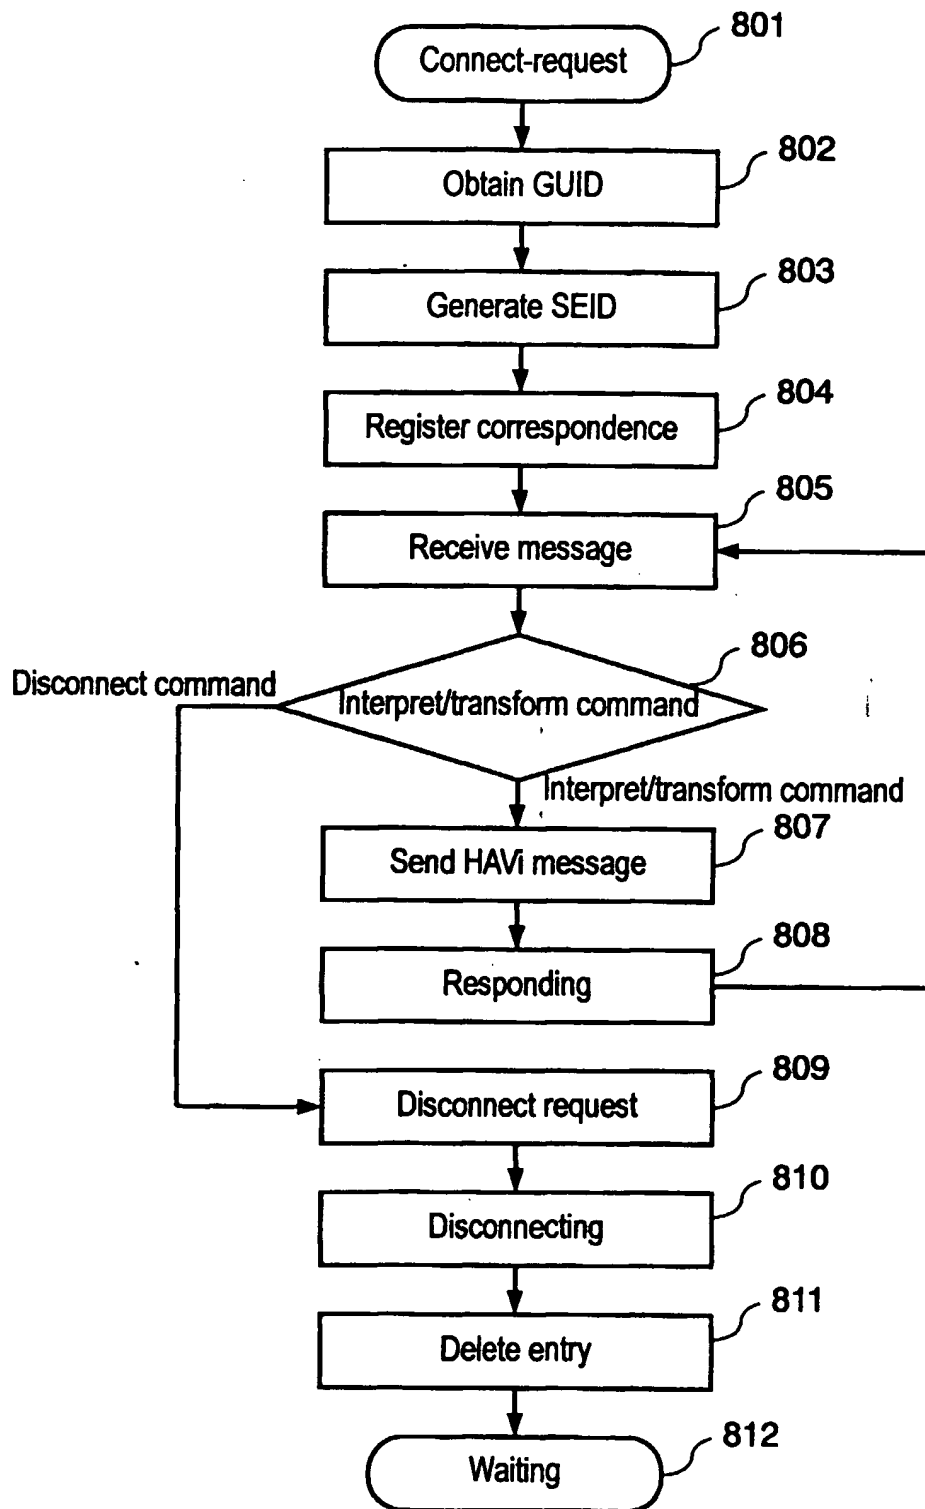 801
Connect-request
802
Obtain GUID
803
Generate SEID
804
Register correspondence
805
Receive message
806
Disconnect command
Interpret/transform command
Interpret/transform command
807
Send HAVi message
808
Responding
809
Disconnect request
810
Disconnecting
811
Delete entry
812
Waiting